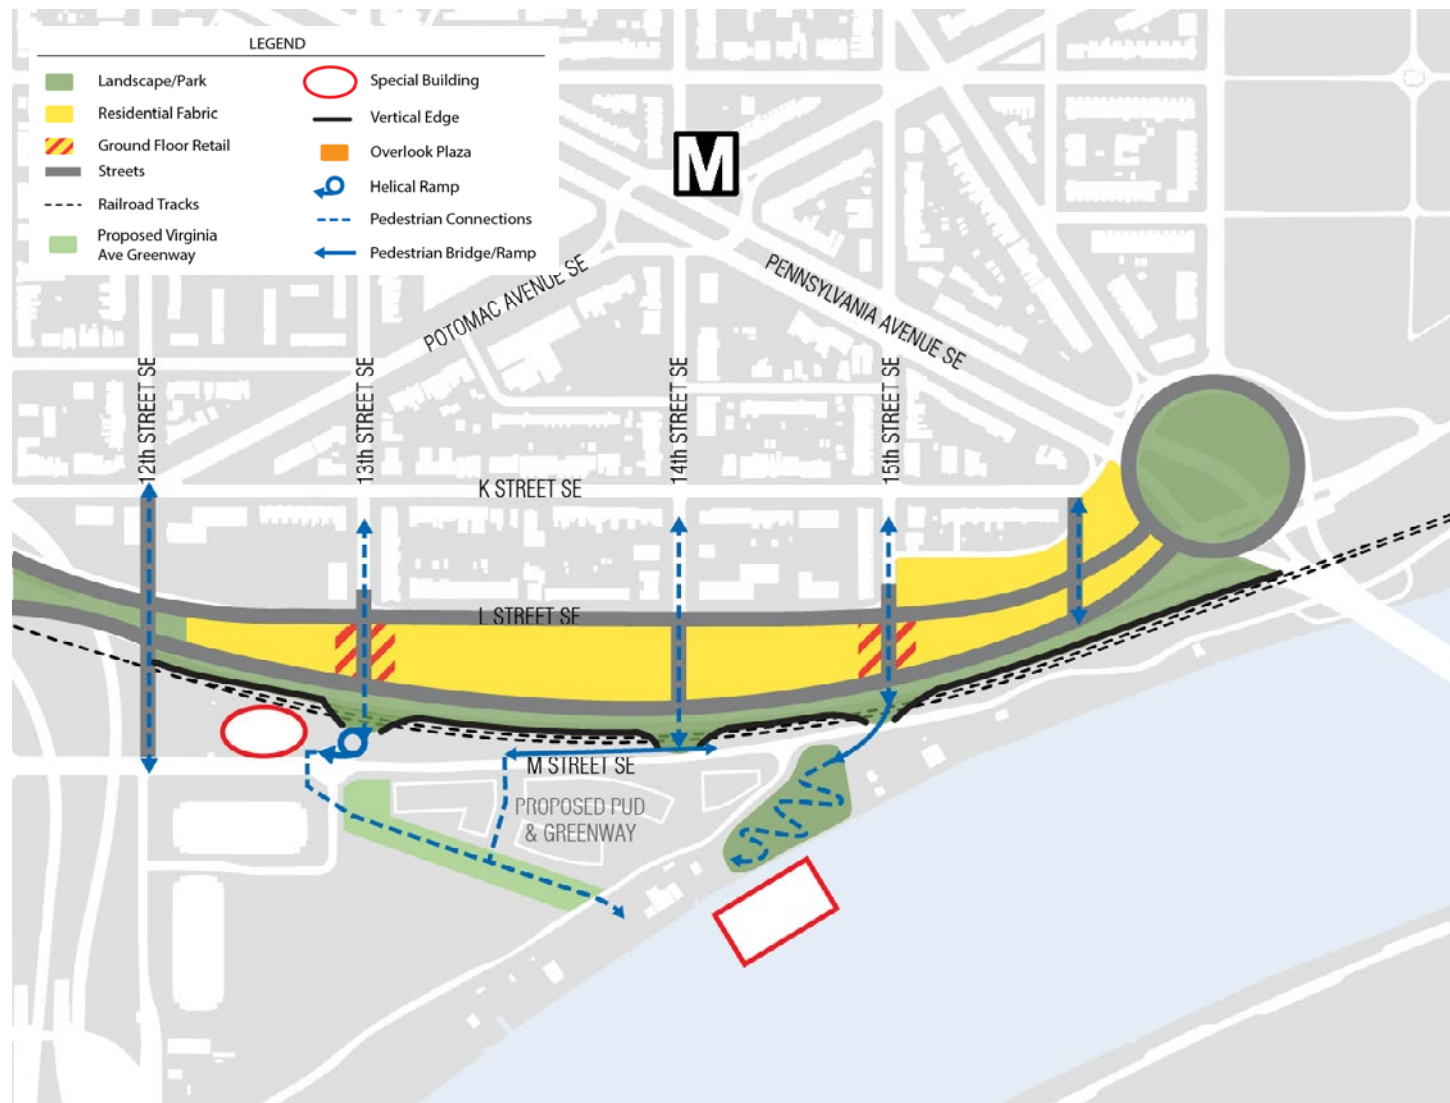 LEGEND
Landscape/Park
Residential Fabric
Ground Floor Retail
Streets
Railroad Tracks
Proposed Virginia
Ave Greenway
Special Building
Vertical Edge
Overlook Plaza
Helical Ramp
Pedestrian Connections
Pedestrian Bridge/Ramp
M
POTOMAC AVENUE SE
PENNSYLVANIA AVENUE SE
12th STREET SE
13th STREET SE
14th STREET SE
15th STREET SE
K STREET SE
L STREET SE
M STREET SE
PROPOSED PUD
& GREENWAY